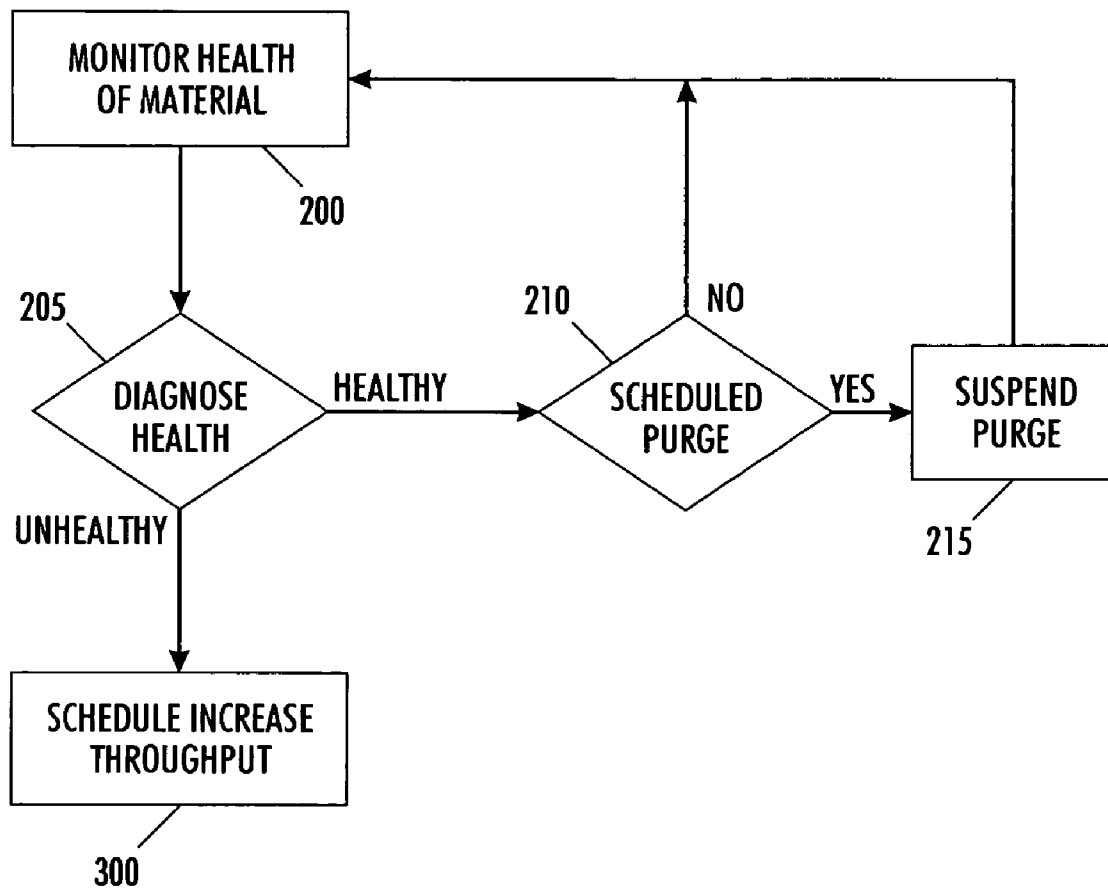 MONITOR HEALTH
OF MATERIAL
200
205
DIAGNOSE
HEALTH
HEALTHY
UNHEALTHY
210
SCHEDULED
PURGE
NO
YES
SUSPEND
PURGE
215
SCHEDULE INCREASE
THROUGHPUT
300